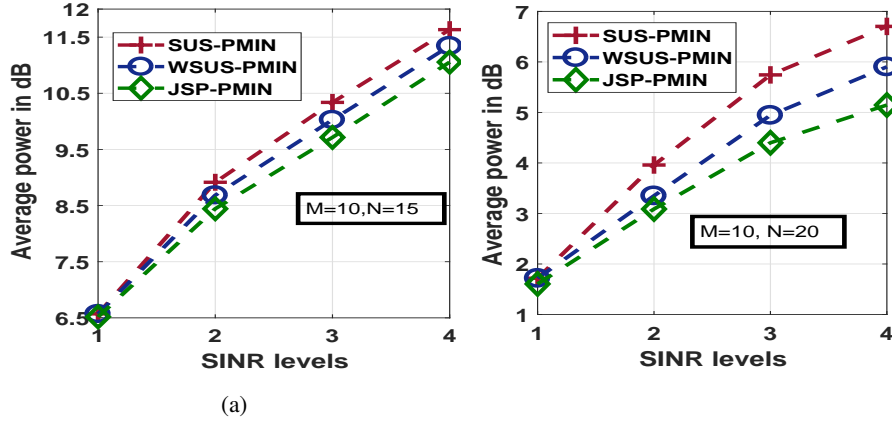 12.5
11.5
10.5
9.5
8.5
7.5
6.5
Average power in dB
SUS-PMIN
WSUS-PMIN
JSP-PMIN
M=10,N=15
1 2 3 4
SINR levels
(a)
7
6
5
4
3
2
1
Average power in dB
SUS-PMIN
WSUS-PMIN
JSP-PMIN
M=10, N=20
1 2 3 4
SINR levels